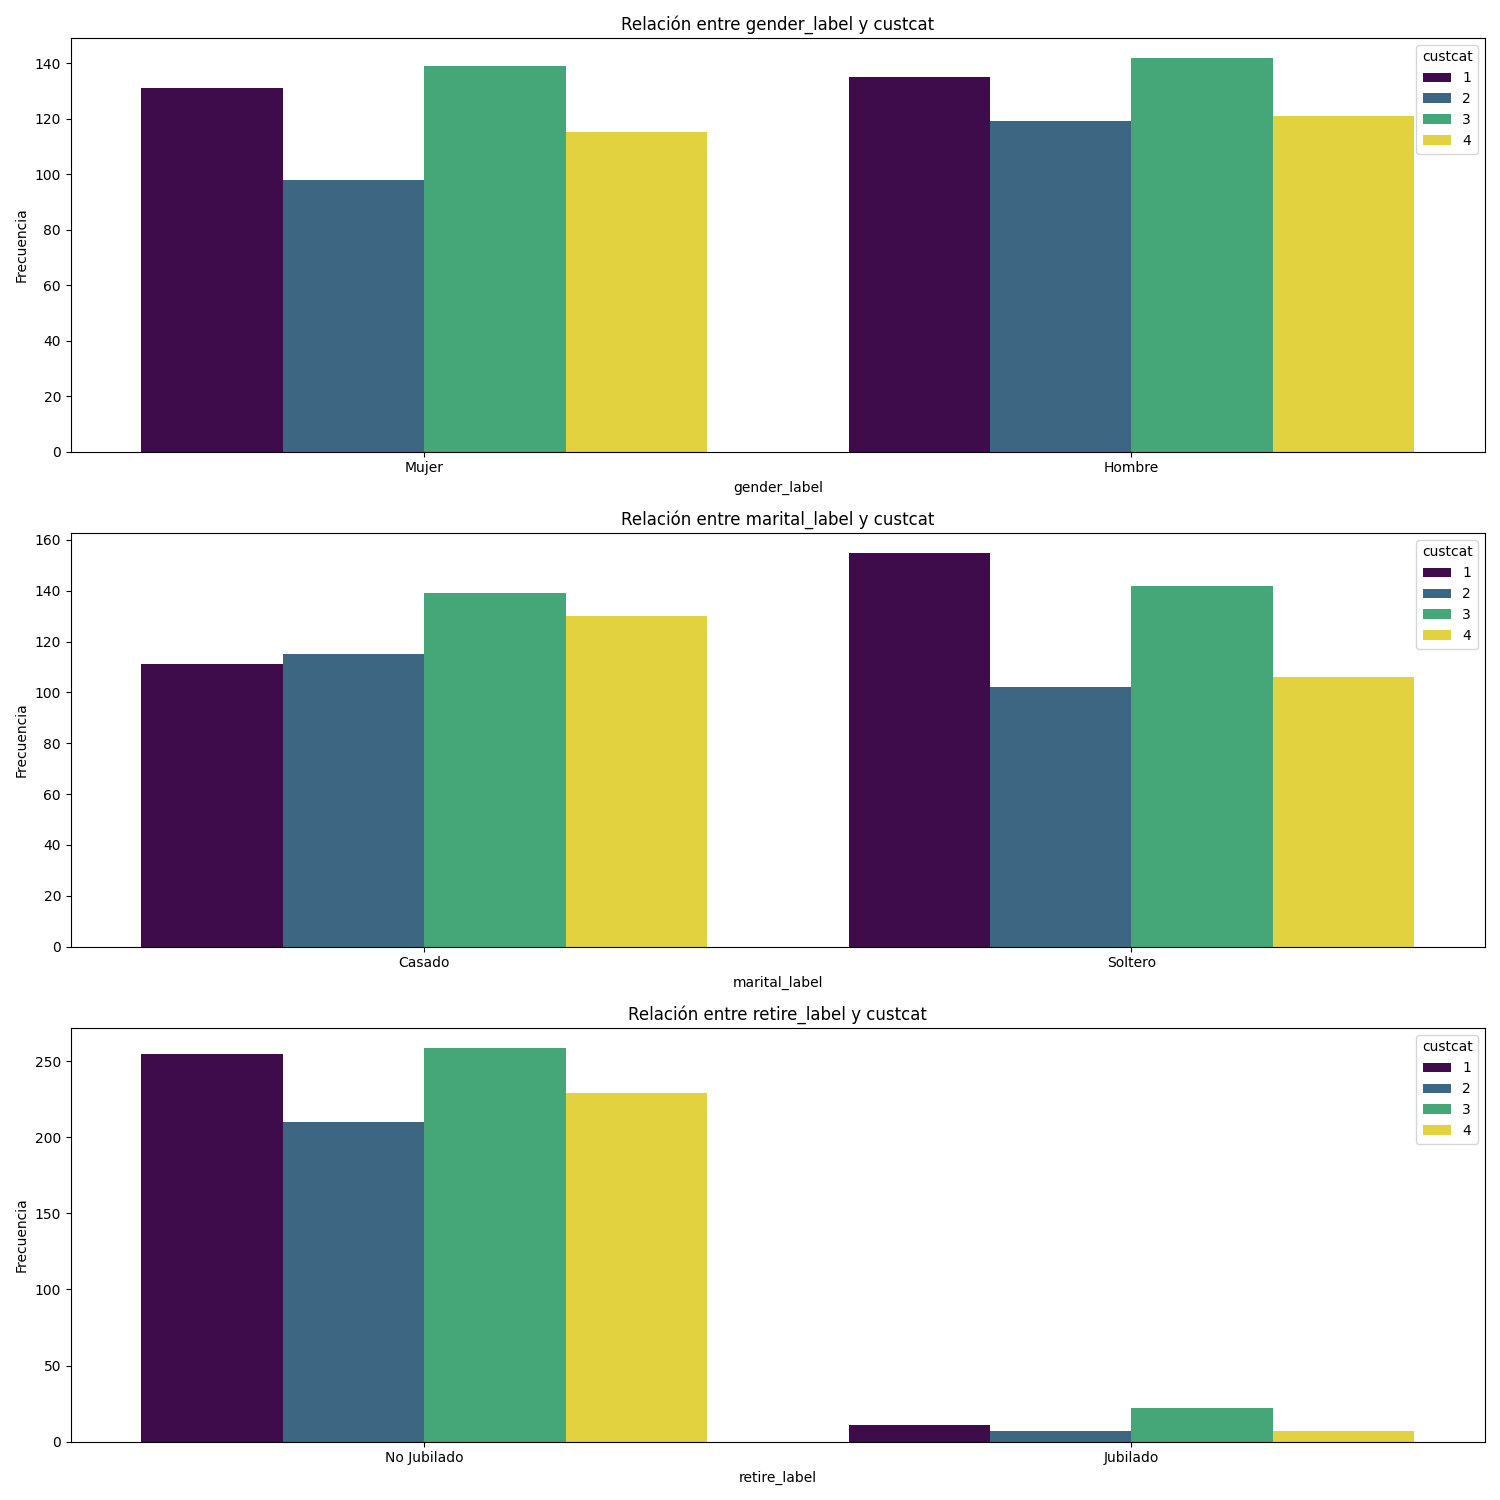 Relación entre gender_label y custcat
custcat
1
2
3
4
140
120
100
80
60
40
20
0
Frecuencia
Mujer
Hombre
gender_label
Relación entre marital_label y custcat
custcat
1
2
3
4
160
140
120
100
80
60
40
20
0
Frecuencia
Casado
Soltero
marital_label
Relación entre retire_label y custcat
custcat
1
2
3
4
250
200
150
100
50
0
Frecuencia
No Jubilado
Jubilado
retire_label